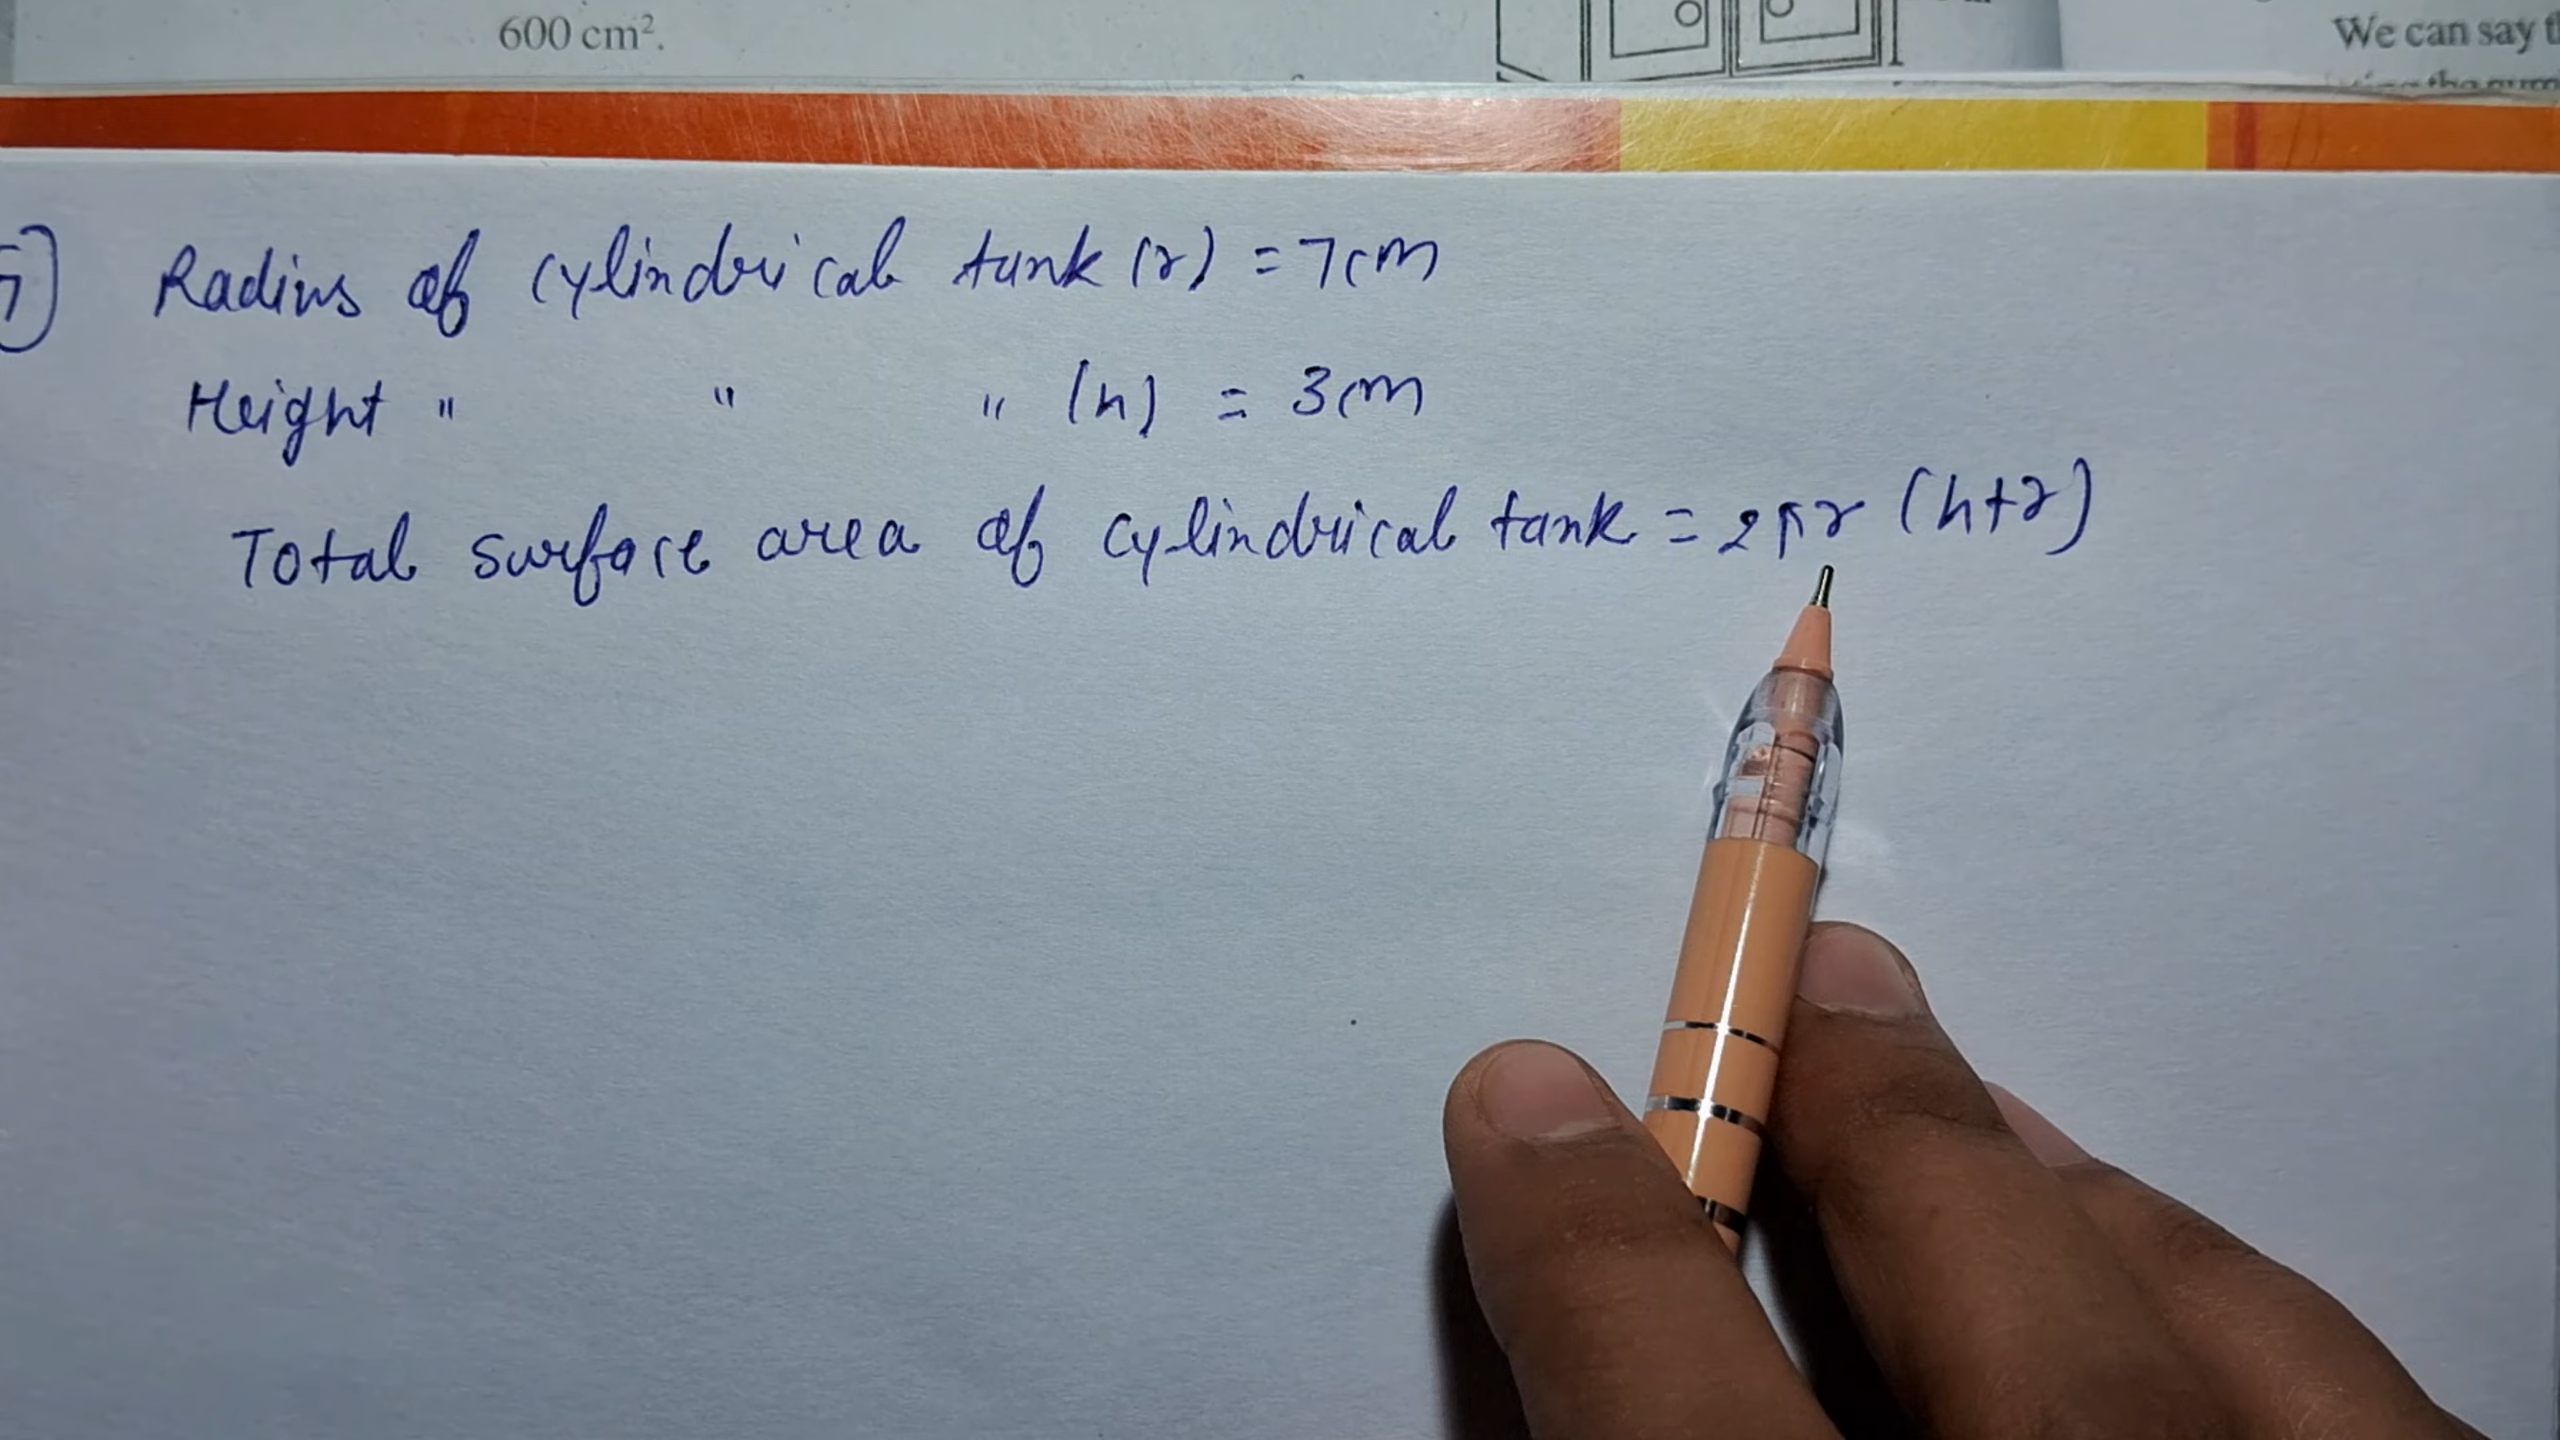 600 cm².
We can say t
5) Radius of cylindrical tank (r) = 7cm
Height " " " (h) = 3cm
Total surface area of cylindrical tank = 2πr (h+r)